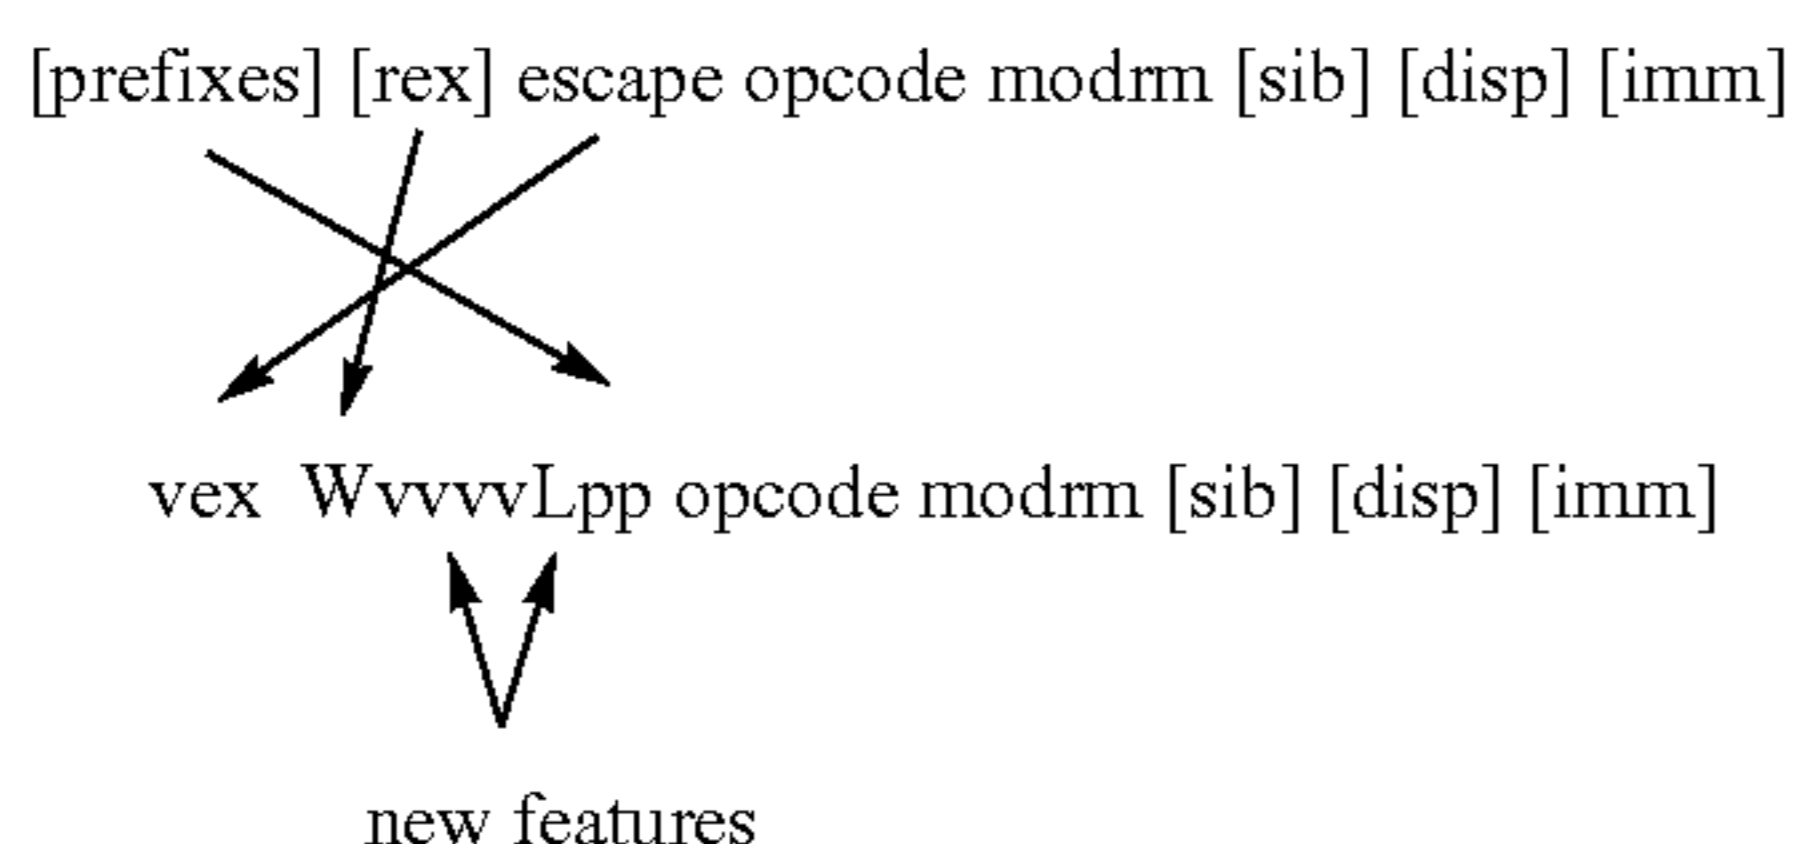 [prefixes] [rex] escape opcode modrm [sib] [disp] [imm]
vex WvvvvLpp opcode modrm [sib] [disp] [imm]
new features